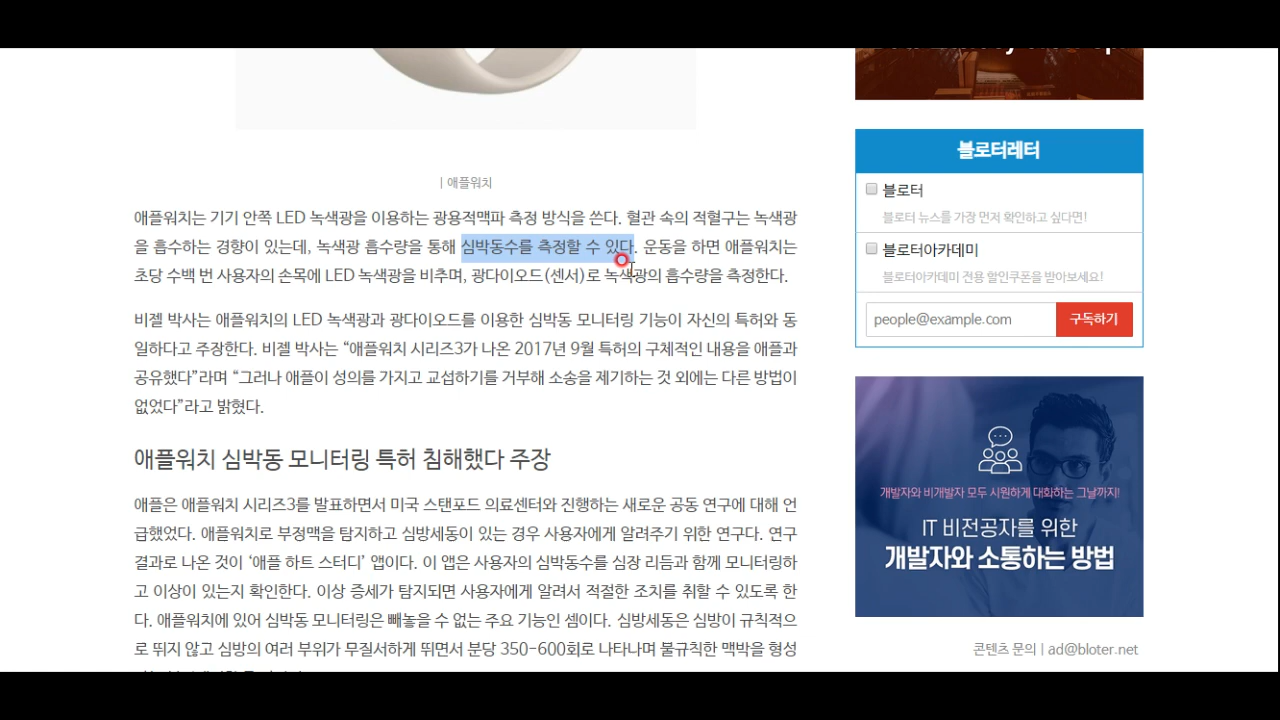 | 애플워치
애플워치는 기기 안쪽 LED 녹색광을 이용하는 광용적맥파 측정 방식을 쓴다. 혈관 속의 적혈구는 녹색광
을 흡수하는 경향이 있는데, 녹색광 흡수량을 통해 심박동수를 측정할 수 있다. 운동을 하면 애플워치는
초당 수백 번 사용자의 손목에 LED 녹색광을 비추며, 광다이오드(센서)로 녹색광의 흡수량을 측정한다.
비젤 박사는 애플워치의 LED 녹색광과 광다이오드를 이용한 심박동 모니터링 기능이 자신의 특허와 동
일하다고 주장한다. 비젤 박사는 “애플워치 시리즈3가 나온 2017년 9월 특허의 구체적인 내용을 애플과
공유했다”라며 “그러나 애플이 성의를 가지고 교섭하기를 거부해 소송을 제기하는 것 외에는 다른 방법이
없었다”라고 밝혔다.
애플워치 심박동 모니터링 특허 침해했다 주장
애플은 애플워치 시리즈3를 발표하면서 미국 스탠포드 의료센터와 진행하는 새로운 공동 연구에 대해 언
급했었다. 애플워치로 부정맥을 탐지하고 심방세동이 있는 경우 사용자에게 알려주기 위한 연구다. 연구
결과로 나온 것이 ‘애플 하트 스터디’ 앱이다. 이 앱은 사용자의 심박동수를 심장 리듬과 함께 모니터링하
고 이상이 있는지 확인한다. 이상 증세가 탐지되면 사용자에게 알려서 적절한 조치를 취할 수 있도록 한
다. 애플워치에 있어 심박동 모니터링은 빼놓을 수 없는 주요 기능인 셈이다. 심방세동은 심방이 규칙적으
로 뛰지 않고 심방의 여러 부위가 무질서하게 뛰면서 분당 350-600회로 나타나며 불규칙한 맥박을 형성
블로터레터
블로터
블로터 뉴스를 가장 먼저 확인하고 싶다면!
블로터아카데미
블로터아카데미 전용 할인쿠폰을 받아보세요!
people@example.com 구독하기
개발자와 비개발자 모두 시원하게 대화하는 그날까지!
IT 비전공자를 위한
개발자와 소통하는 방법
콘텐츠 문의 | ad@bloter.net